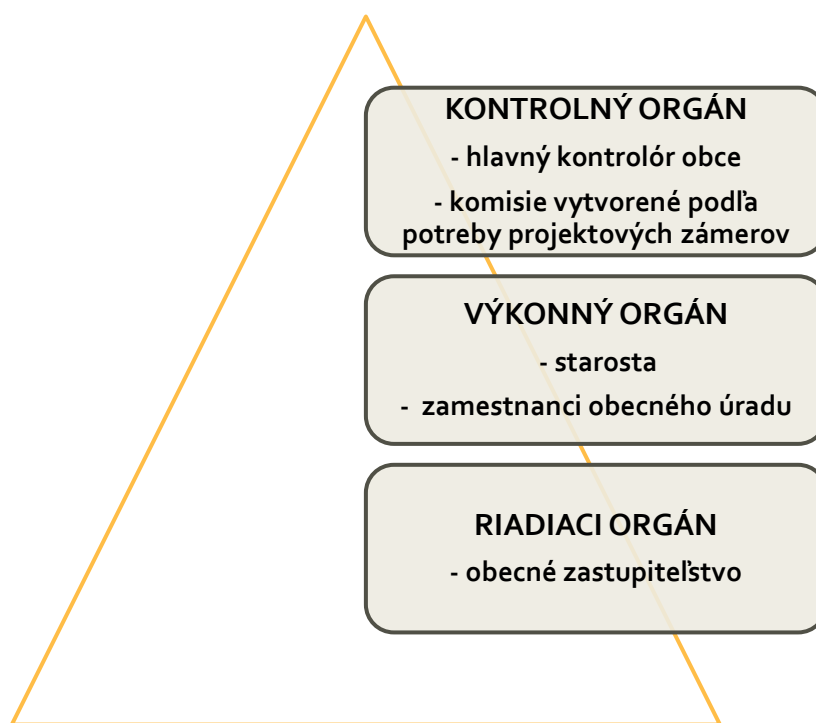 KONTROLNÝ ORGÁN
- hlavný kontrolór obce
- komisie vytvorené podľa
potreby projektových zámerov
VÝKONNÝ ORGÁN
- starosta
- zamestnanci obecného úradu
RIADIACI ORGÁN
- obecné zastupiteľstvo